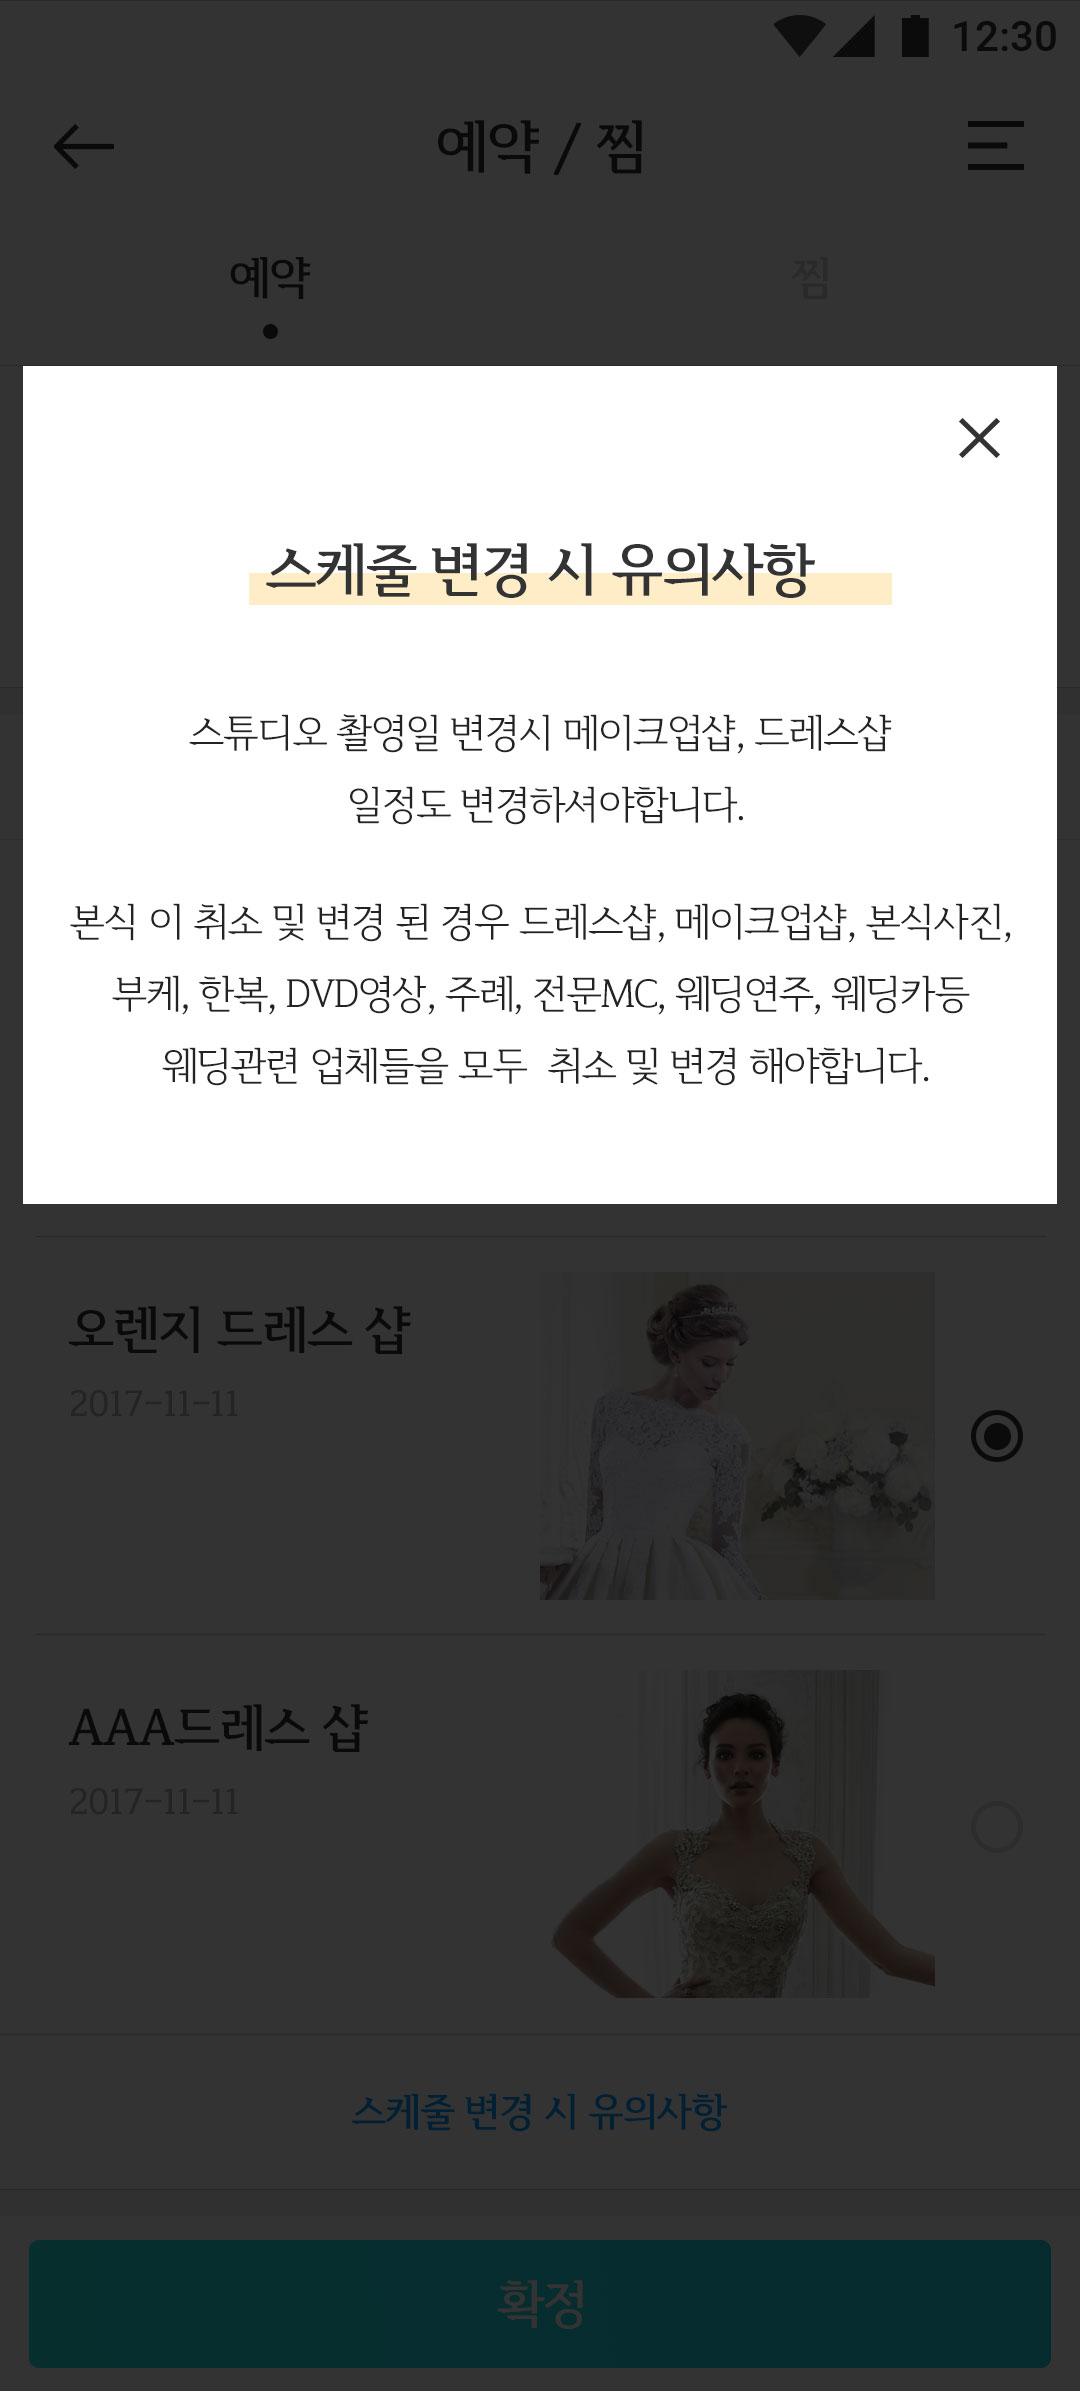 12:30
예약 / 찜
예약
찜
스케줄 변경 시 유의사항
스튜디오 촬영일 변경시 메이크업샵, 드레스샵
일정도 변경하셔야합니다.
본식 이 취소 및 변경 된 경우 드레스샵, 메이크업샵, 본식사진,
부케, 한복, DVD영상, 주례, 전문MC, 웨딩연주, 웨딩카등
웨딩관련 업체들을 모두  취소 및 변경 해야합니다.
오렌지 드레스 샵
2017-11-11
AAA드레스 샵
2017-11-11
스케줄 변경 시 유의사항
확정